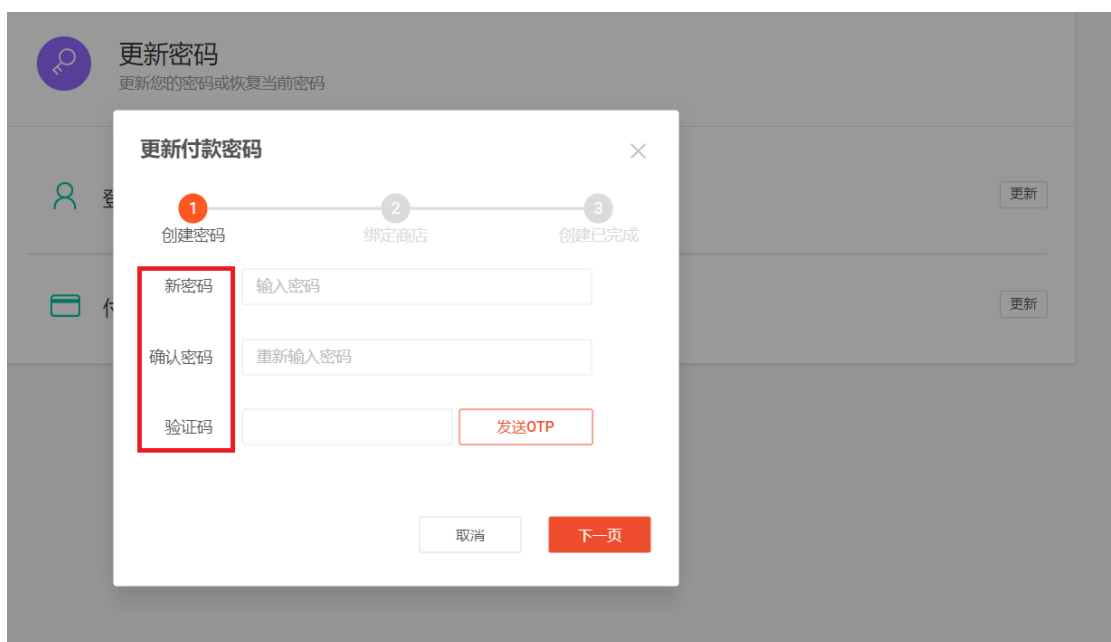 更新密码
更新您的密码或恢复当前密码
更新付款密码
登
更新
1
2
3
创建密码
绑定商店
创建已完成
新密码
输入密码
付
更新
确认密码
重新输入密码
验证码
发送OTP
取消
下一页